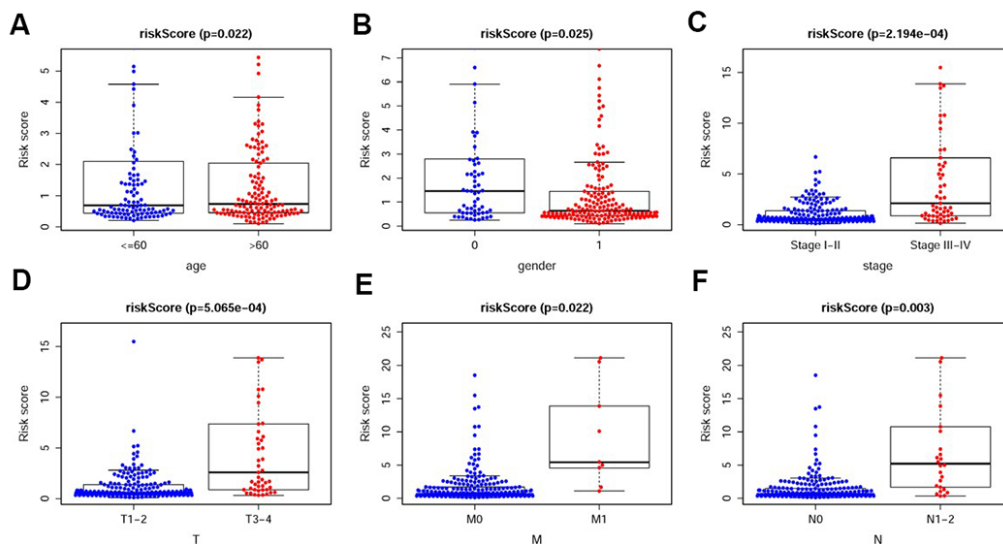 A
riskScore (p=0.022)
Risk score
5
4
3
2
1
0
<=60
>60
age
B
riskScore (p=0.025)
Risk score
7
6
5
4
3
2
1
0
0
1
gender
C
riskScore (p=2.194e−04)
Risk score
15
10
5
0
Stage I−II
Stage III−IV
stage
D
riskScore (p=5.065e−04)
Risk score
15
10
5
0
T1−2
T3−4
T
E
riskScore (p=0.022)
Risk score
25
20
15
10
5
0
M0
M1
M
F
riskScore (p=0.003)
Risk score
25
20
15
10
5
0
N0
N1−2
N